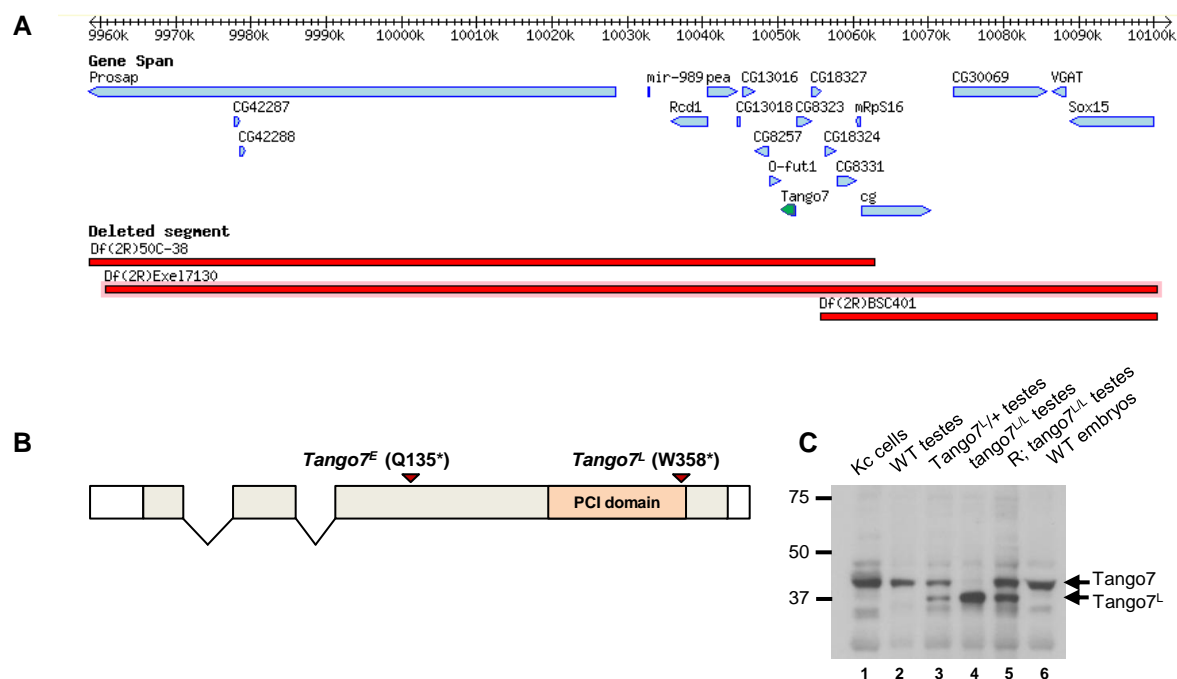 A
9960k 9970k 9980k 9990k 10000k 10010k 10020k 10030k 10040k 10050k 10060k 10070k 10080k 10090k 10100k
Gene Span
Prosap mir-989 pea CG13016 CG18327 CG30069 VGAT
CG42287 Rcd1 CG13018 CG8323 mRpS16 Sox15
CG42288 CG8257 CG18324
O-fut1 CG8331
Tango7 cg
Deleted segment
Df(2R)50C-38
Df(2R)Exel7130
Df(2R)BSC401
B
Tango7E (Q135*) Tango7L (W358*)
PCI domain
C
Kc cells
WT testes
Tango7L/+ testes
tango7L/L testes
R; tango7L/L testes
WT embryos
75
50
37
Tango7
Tango7L
1 2 3 4 5 6